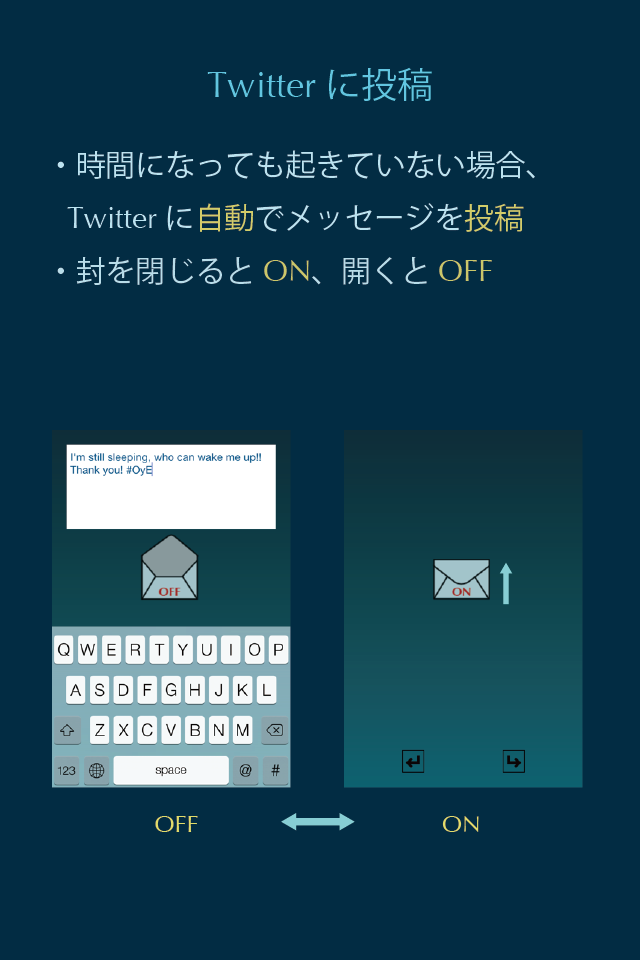 Twitter に投稿
・時間になっても起きていない場合、
Twitter に自動でメッセージを投稿
・封を閉じると ON、開くと OFF
I'm still sleeping, who can wake me up!!
Thank you! #OyE
OFF
ON
Q W E R T Y U I O P
A S D F G H J K L
Z X C V B N M
123 space @ #
OFF ON